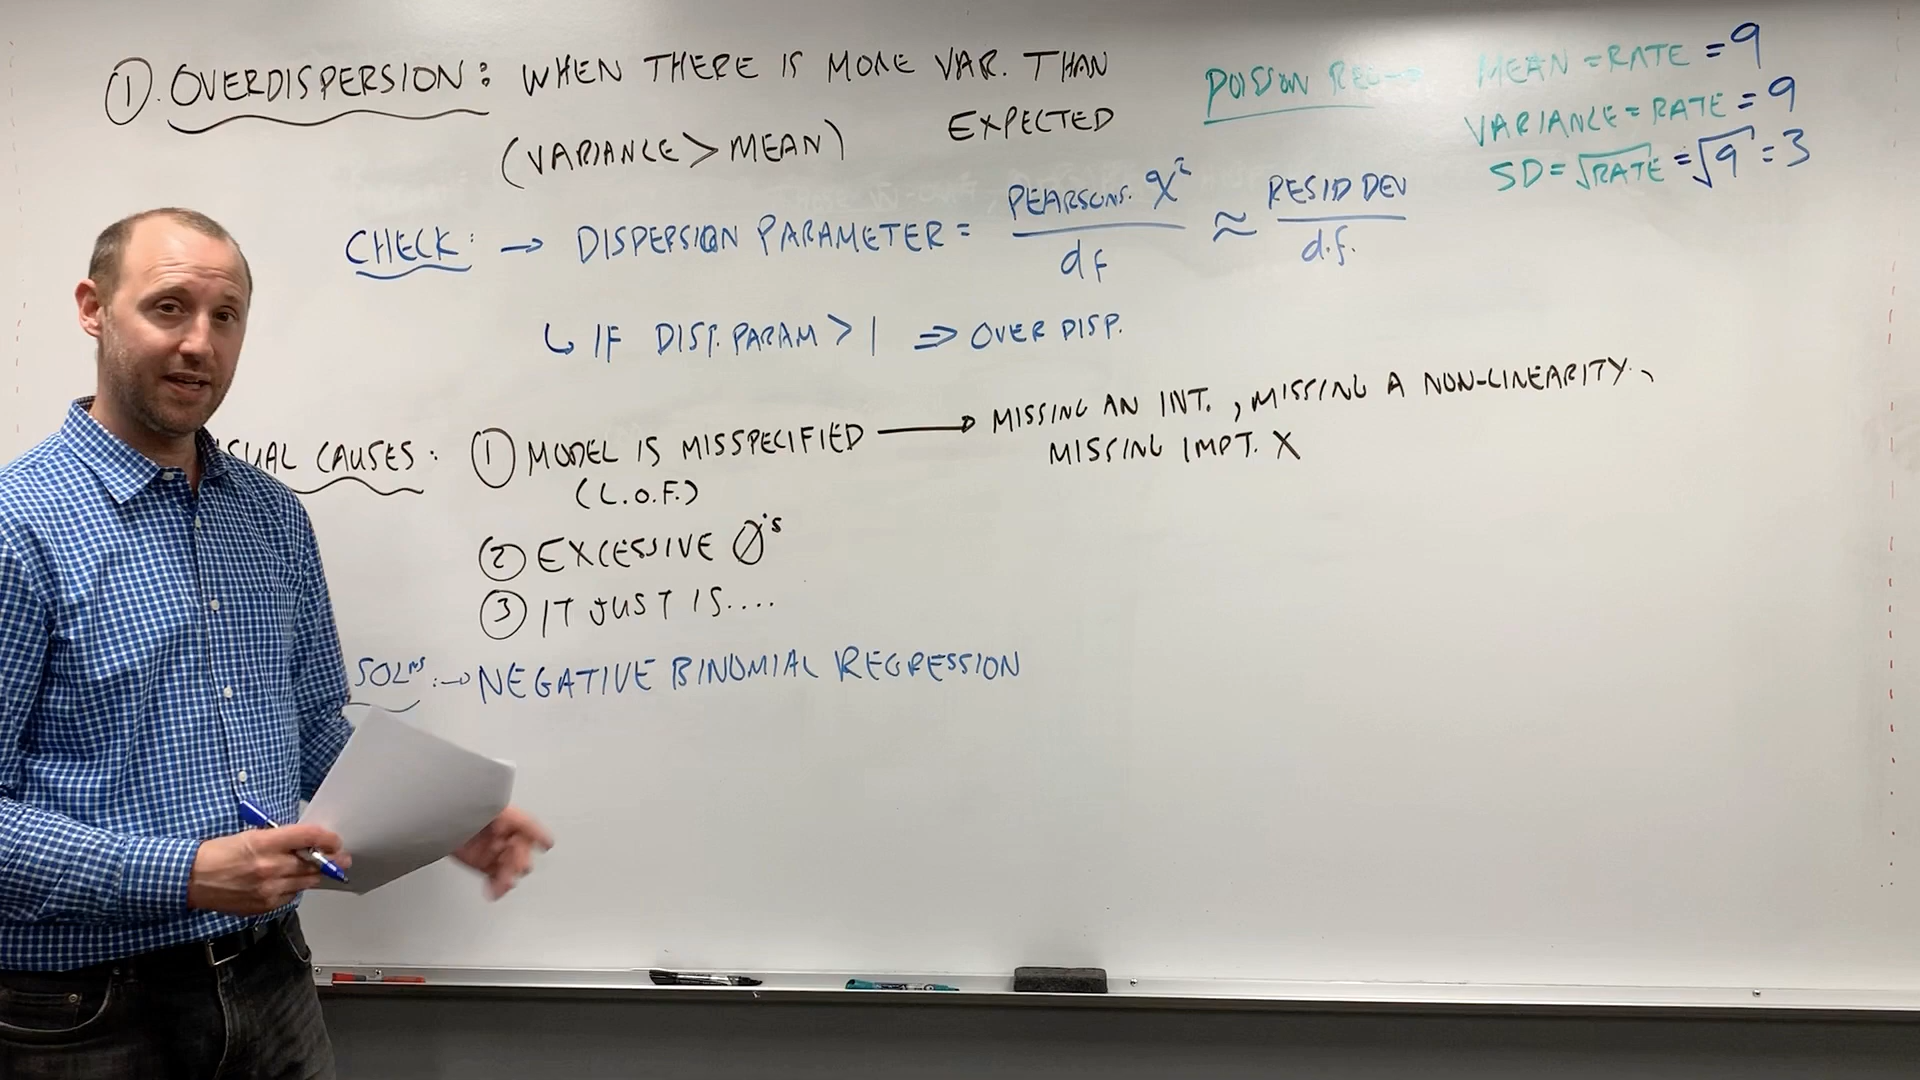 ① . OVERDISPERSION: WHEN THERE IS MORE VAR. THAN
EXPECTED
(VARIANCE > MEAN)
POISSON REG
MEAN = RATE = 9
VARIANCE = RATE = 9
SD = √RATE = √9 = 3
CHECK: → DISPERSION PARAMETER = PEARSONS. χ² / df ≈ RESID DEV / d.f.
↳ IF DISP. PARAM > 1 ⇒ OVER DISP.
SUAL CAUSES: ① MODEL IS MISSPECIFIED → MISSING AN INT., MISSING A NON-LINEARITY,
MISSING IMPT. X
(L.O.F.)
② EXCESSIVE 0's
③ IT JUST IS....
SOLNS: → NEGATIVE BINOMIAL REGRESSION